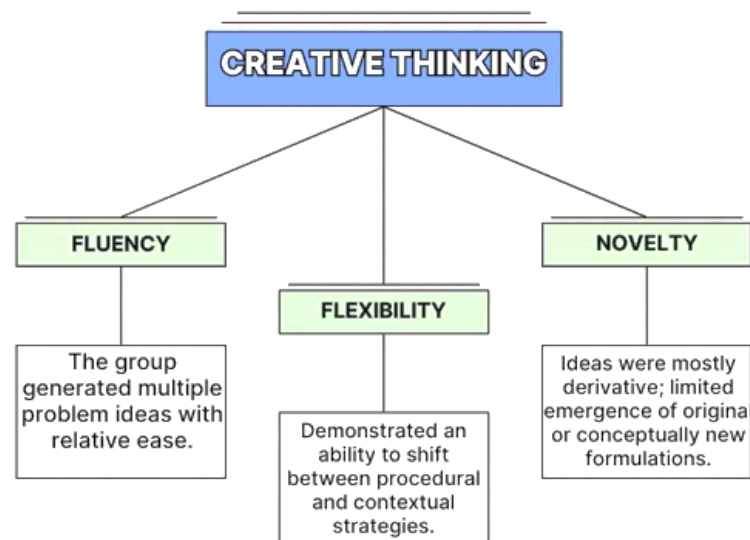 CREATIVE THINKING
FLUENCY
The group
generated multiple
problem ideas with
relative ease.
FLEXIBILITY
Demonstrated an
ability to shift
between procedural
and contextual
strategies.
NOVELTY
Ideas were mostly
derivative; limited
emergence of original
or conceptually new
formulations.